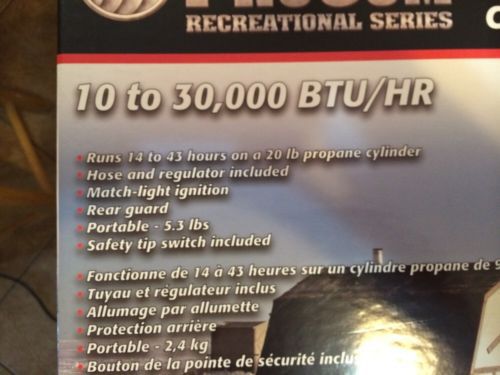 RECREATIONAL SERIES
10 to 30,000 BTU/HR
• Runs 14 to 43 hours on a 20 lb propane cylinder
• Hose and regulator included
• Match-light ignition
• Rear guard
• Portable - 5.3 lbs
• Safety tip switch included
• Fonctionne de 14 à 43 heures sur un cylindre propane de 9
• Tuyau et régulateur inclus
• Allumage par allumette
• Protection arrière
• Portable - 2,4 kg
• Bouton de la pointe de sécurité inclu